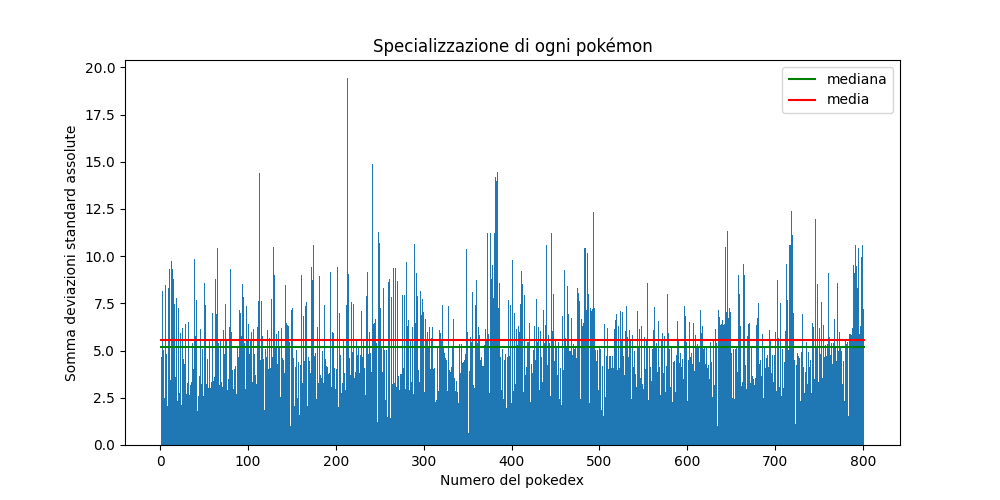 Specializzazione di ogni pokémon
mediana
media
Somma deviazioni standard assolute
20.0
17.5
15.0
12.5
10.0
7.5
5.0
2.5
0.0
0 100 200 300 400 500 600 700 800
Numero del pokedex